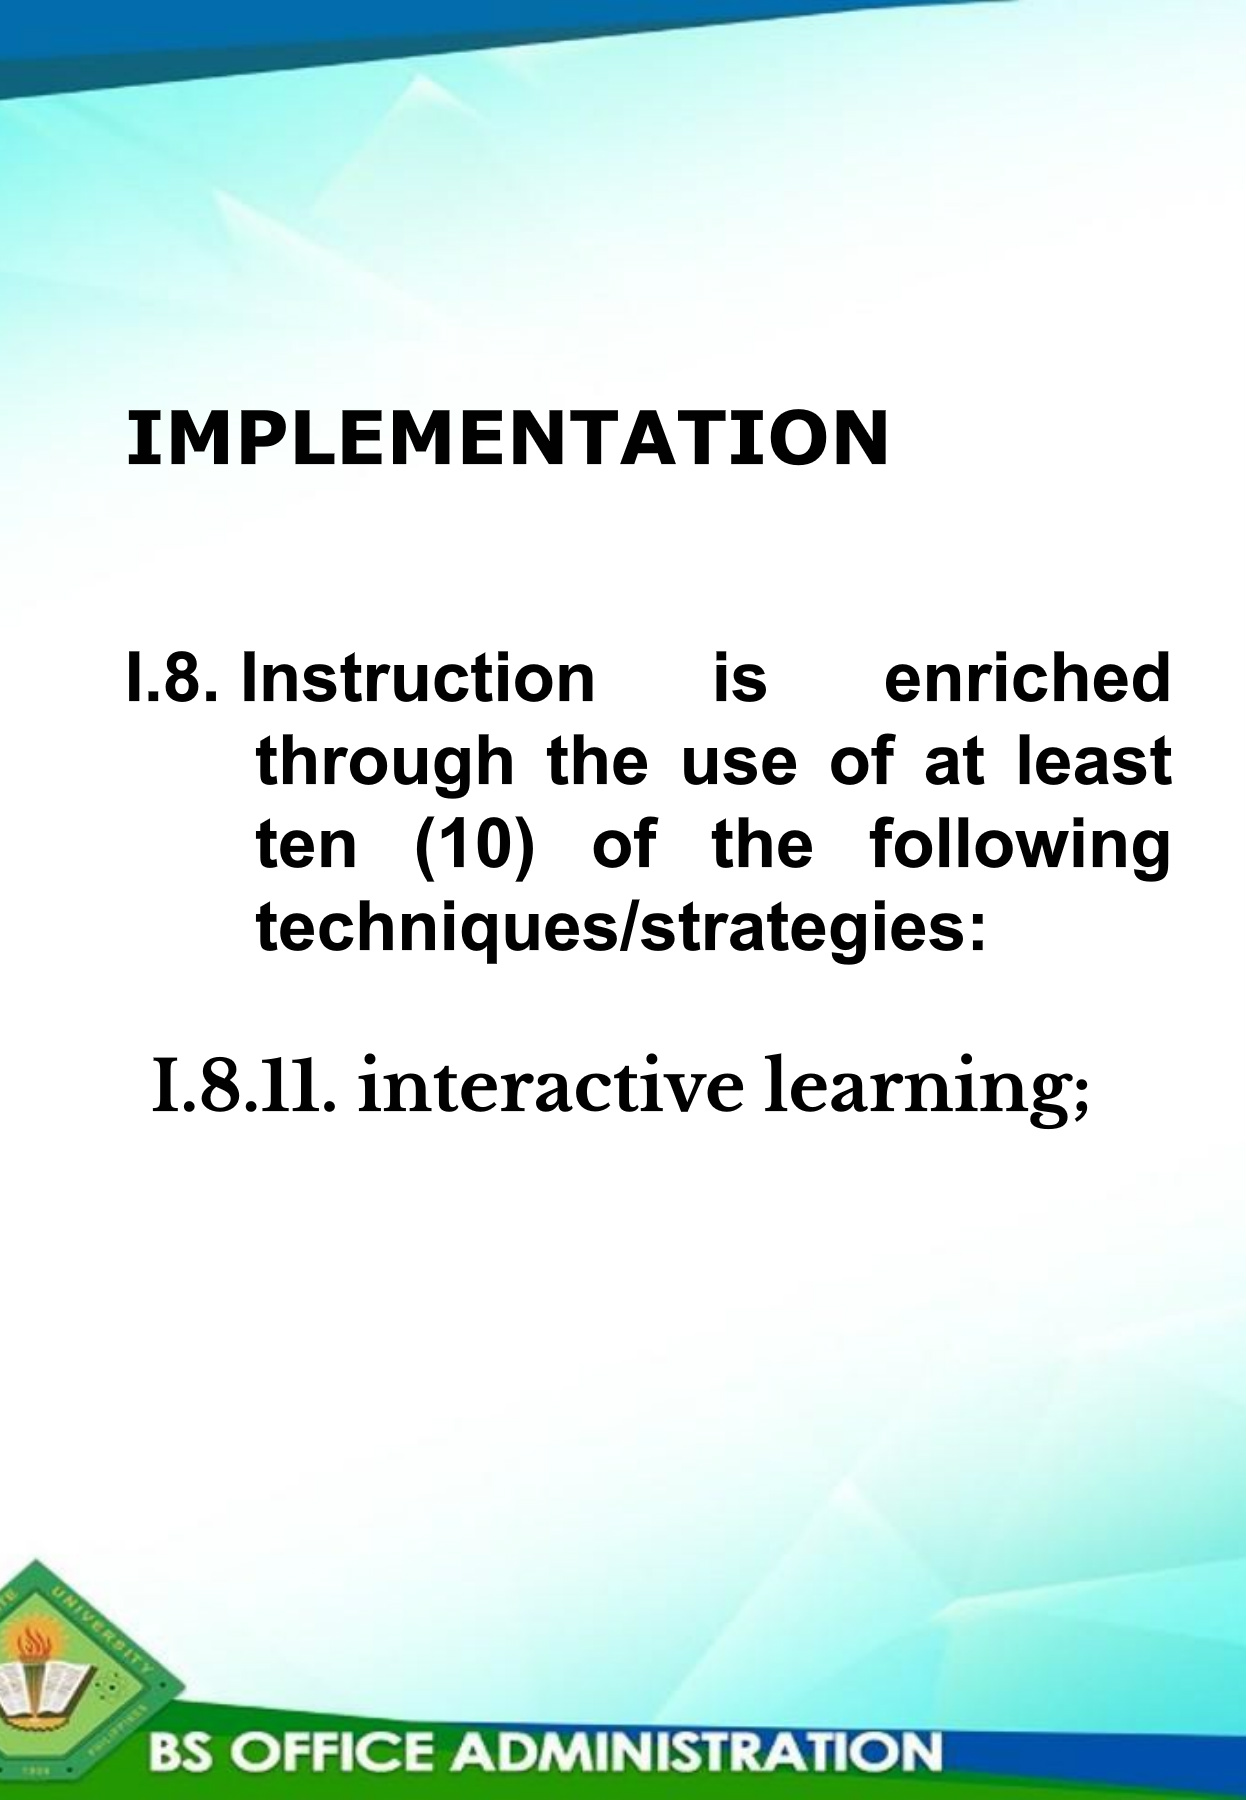 IMPLEMENTATION
I.8. Instruction is enriched
through the use of at least
ten (10) of the following
techniques/strategies:
I.8.11. interactive learning;
UNIVERSITY
PHILIPPINES
BS OFFICE ADMINISTRATION